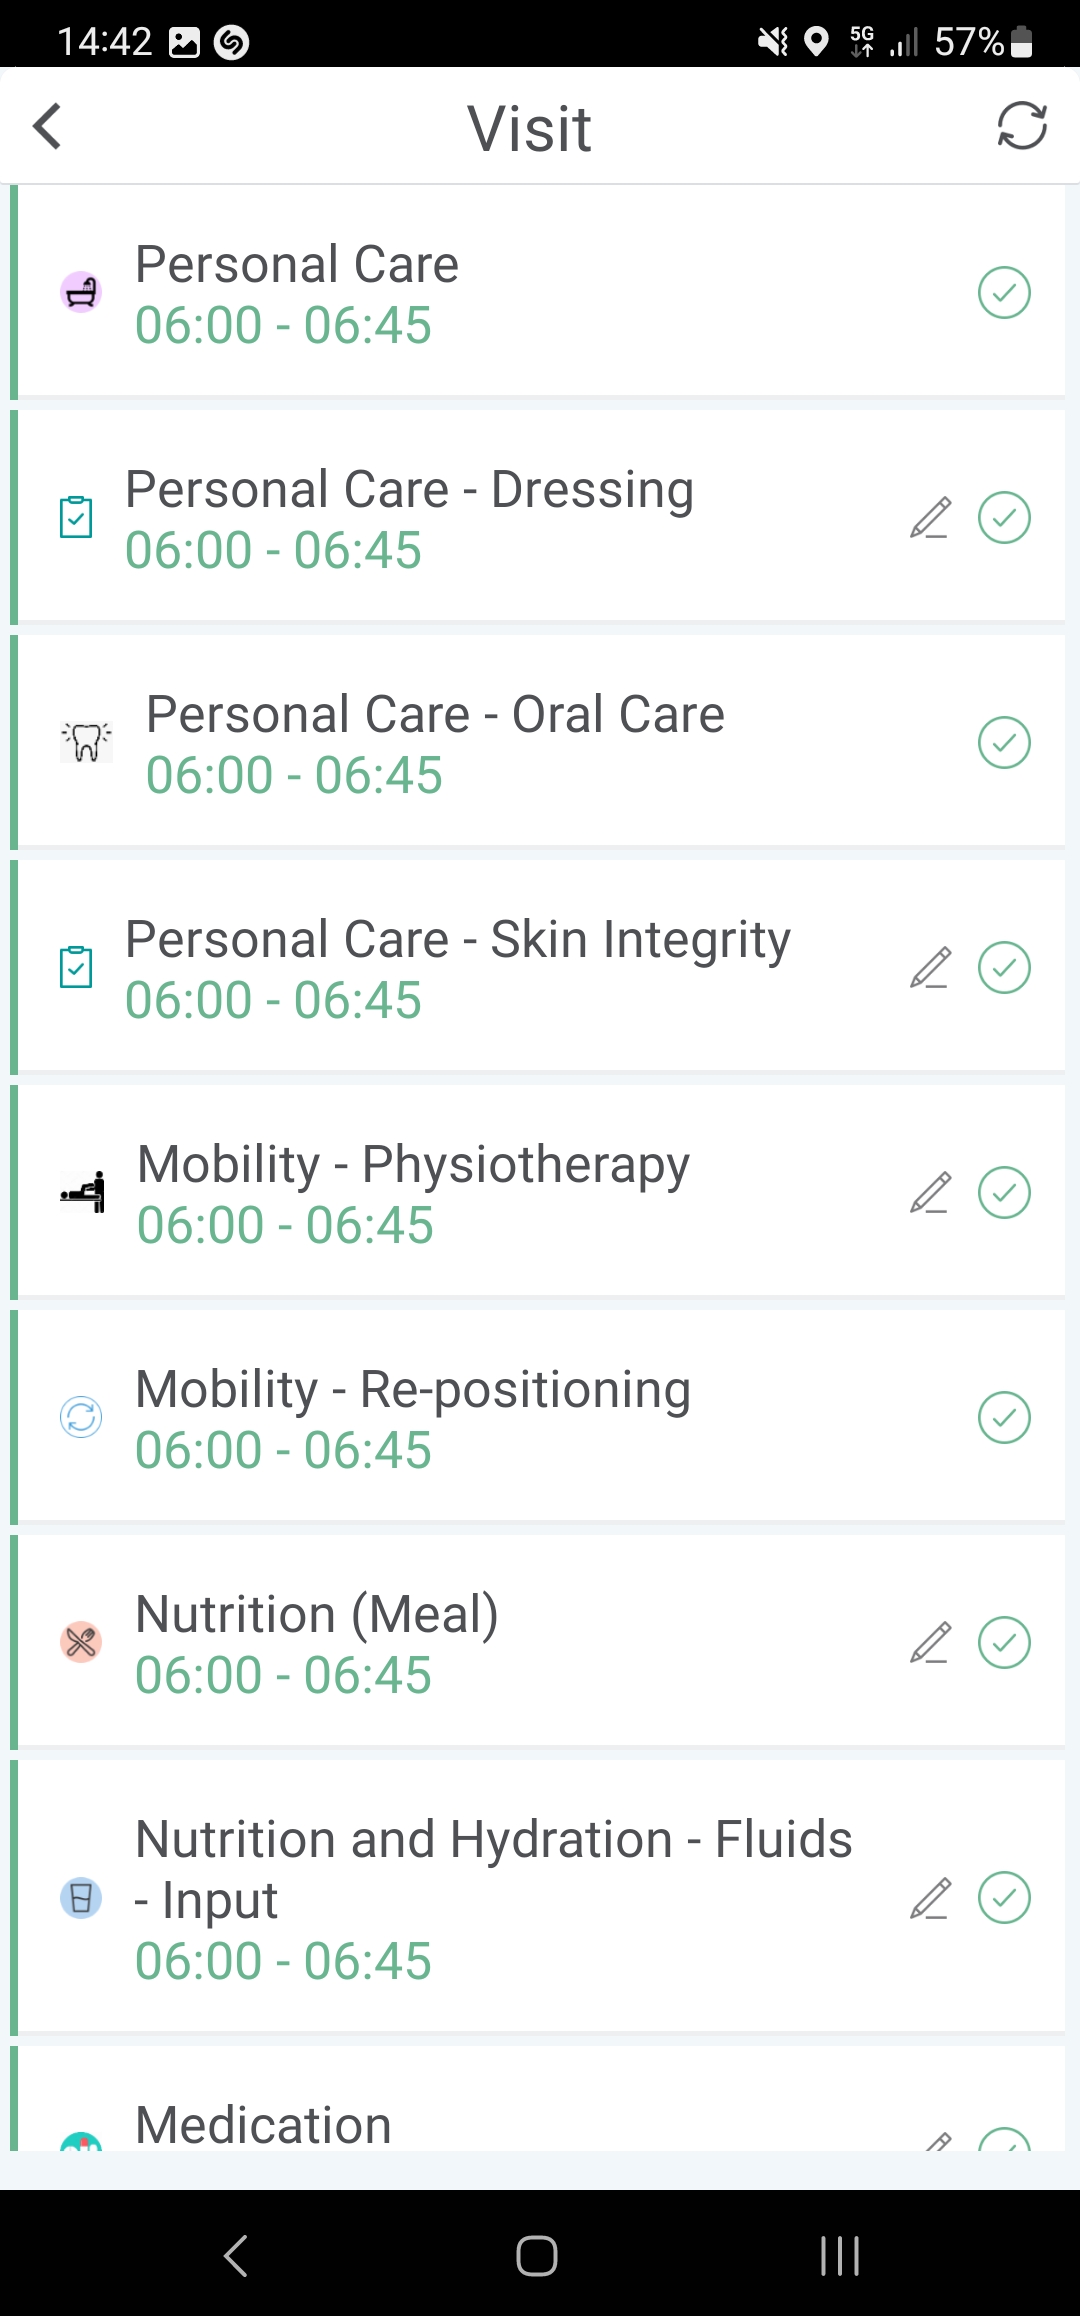 14:42
5G
57%
Visit
Personal Care
06:00 - 06:45
Personal Care - Dressing
06:00 - 06:45
Personal Care - Oral Care
06:00 - 06:45
Personal Care - Skin Integrity
06:00 - 06:45
Mobility - Physiotherapy
06:00 - 06:45
Mobility - Re-positioning
06:00 - 06:45
Nutrition (Meal)
06:00 - 06:45
Nutrition and Hydration - Fluids
- Input
06:00 - 06:45
Medication